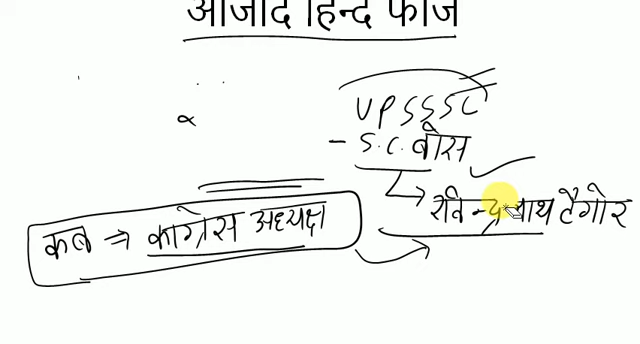 आजाद हिन्द फौज
UPSSSC
- S.C. बोस
रविन्द्रनाथ टैगोर
कब ⇒ कांग्रेस अध्यक्ष